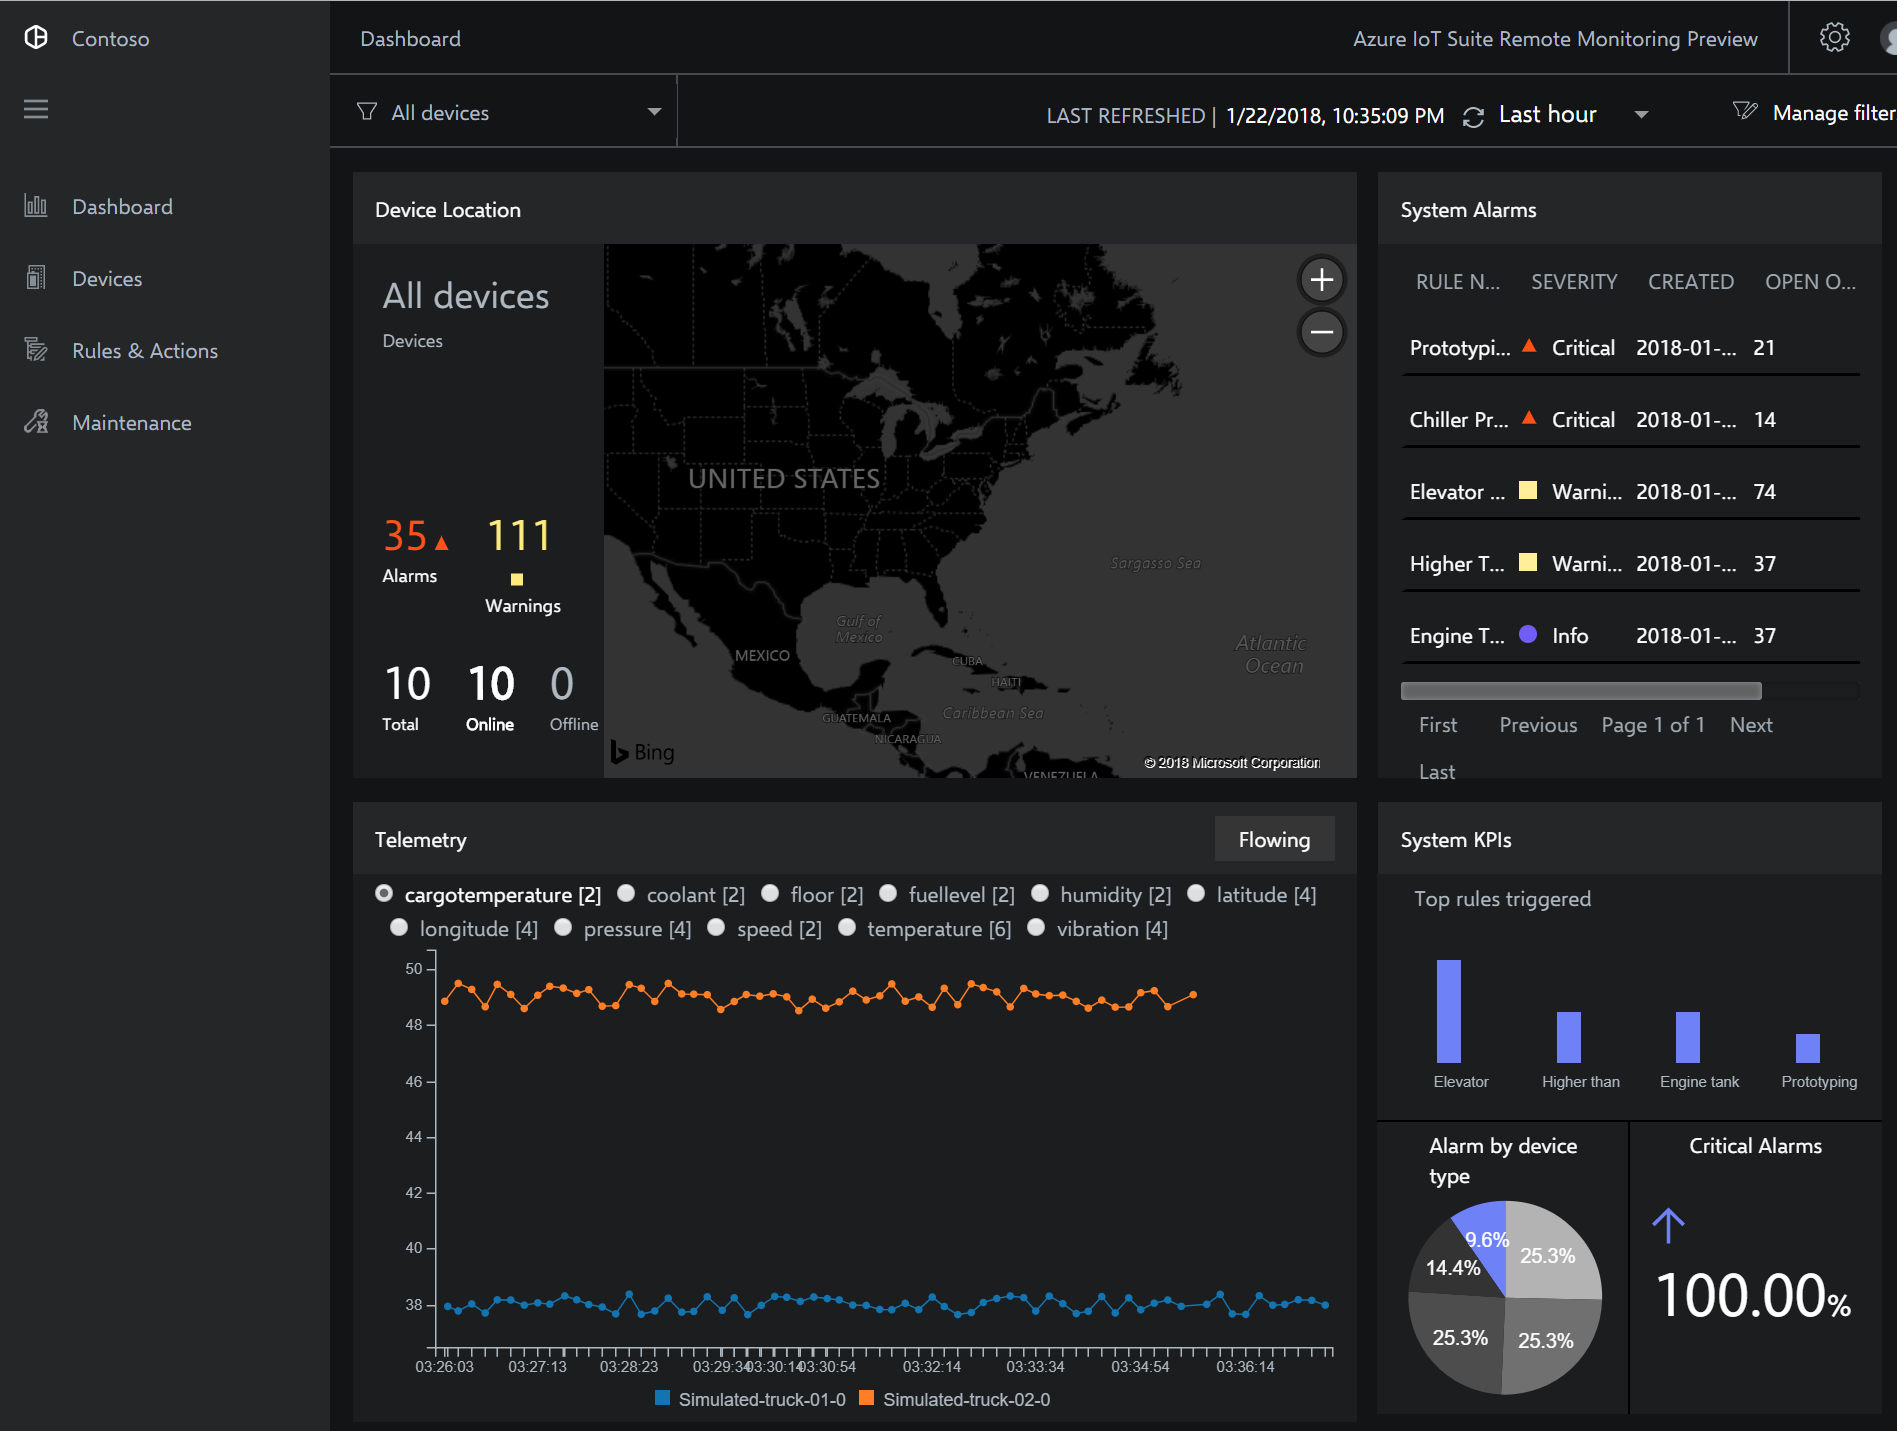 Contoso
Dashboard
Azure IoT Suite Remote Monitoring Preview
All devices
LAST REFRESHED | 1/22/2018, 10:35:09 PM
Last hour
Manage filter
Dashboard
Devices
Rules & Actions
Maintenance
Device Location
All devices
Devices
35
Alarms
111
Warnings
10
Total
10
Online
0
Offline
UNITED STATES
Sargasso Sea
Gulf of
Mexico
MEXICO
Atlantic
Ocean
CUBA
HAITI
GUATEMALA
Caribbean Sea
NICARAGUA
VENEZUELA
Bing
© 2018 Microsoft Corporation
System Alarms
RULE N... SEVERITY CREATED OPEN O...
Prototypi... Critical 2018-01-... 21
Chiller Pr... Critical 2018-01-... 14
Elevator ... Warni... 2018-01-... 74
Higher T... Warni... 2018-01-... 37
Engine T... Info 2018-01-... 37
First Previous Page 1 of 1 Next
Last
Telemetry
Flowing
cargotemperature [2] coolant [2] floor [2] fuellevel [2] humidity [2] latitude [4]
longitude [4] pressure [4] speed [2] temperature [6] vibration [4]
50
48
46
44
42
40
38
03:26:03 03:27:13 03:28:23 03:29:34 03:30:14 03:30:54 03:32:14 03:33:34 03:34:54 03:36:14
Simulated-truck-01-0 Simulated-truck-02-0
System KPIs
Top rules triggered
Elevator Higher than Engine tank Prototyping
Alarm by device
type
9.6%
25.3%
14.4%
25.3%
25.3%
Critical Alarms
100.00%